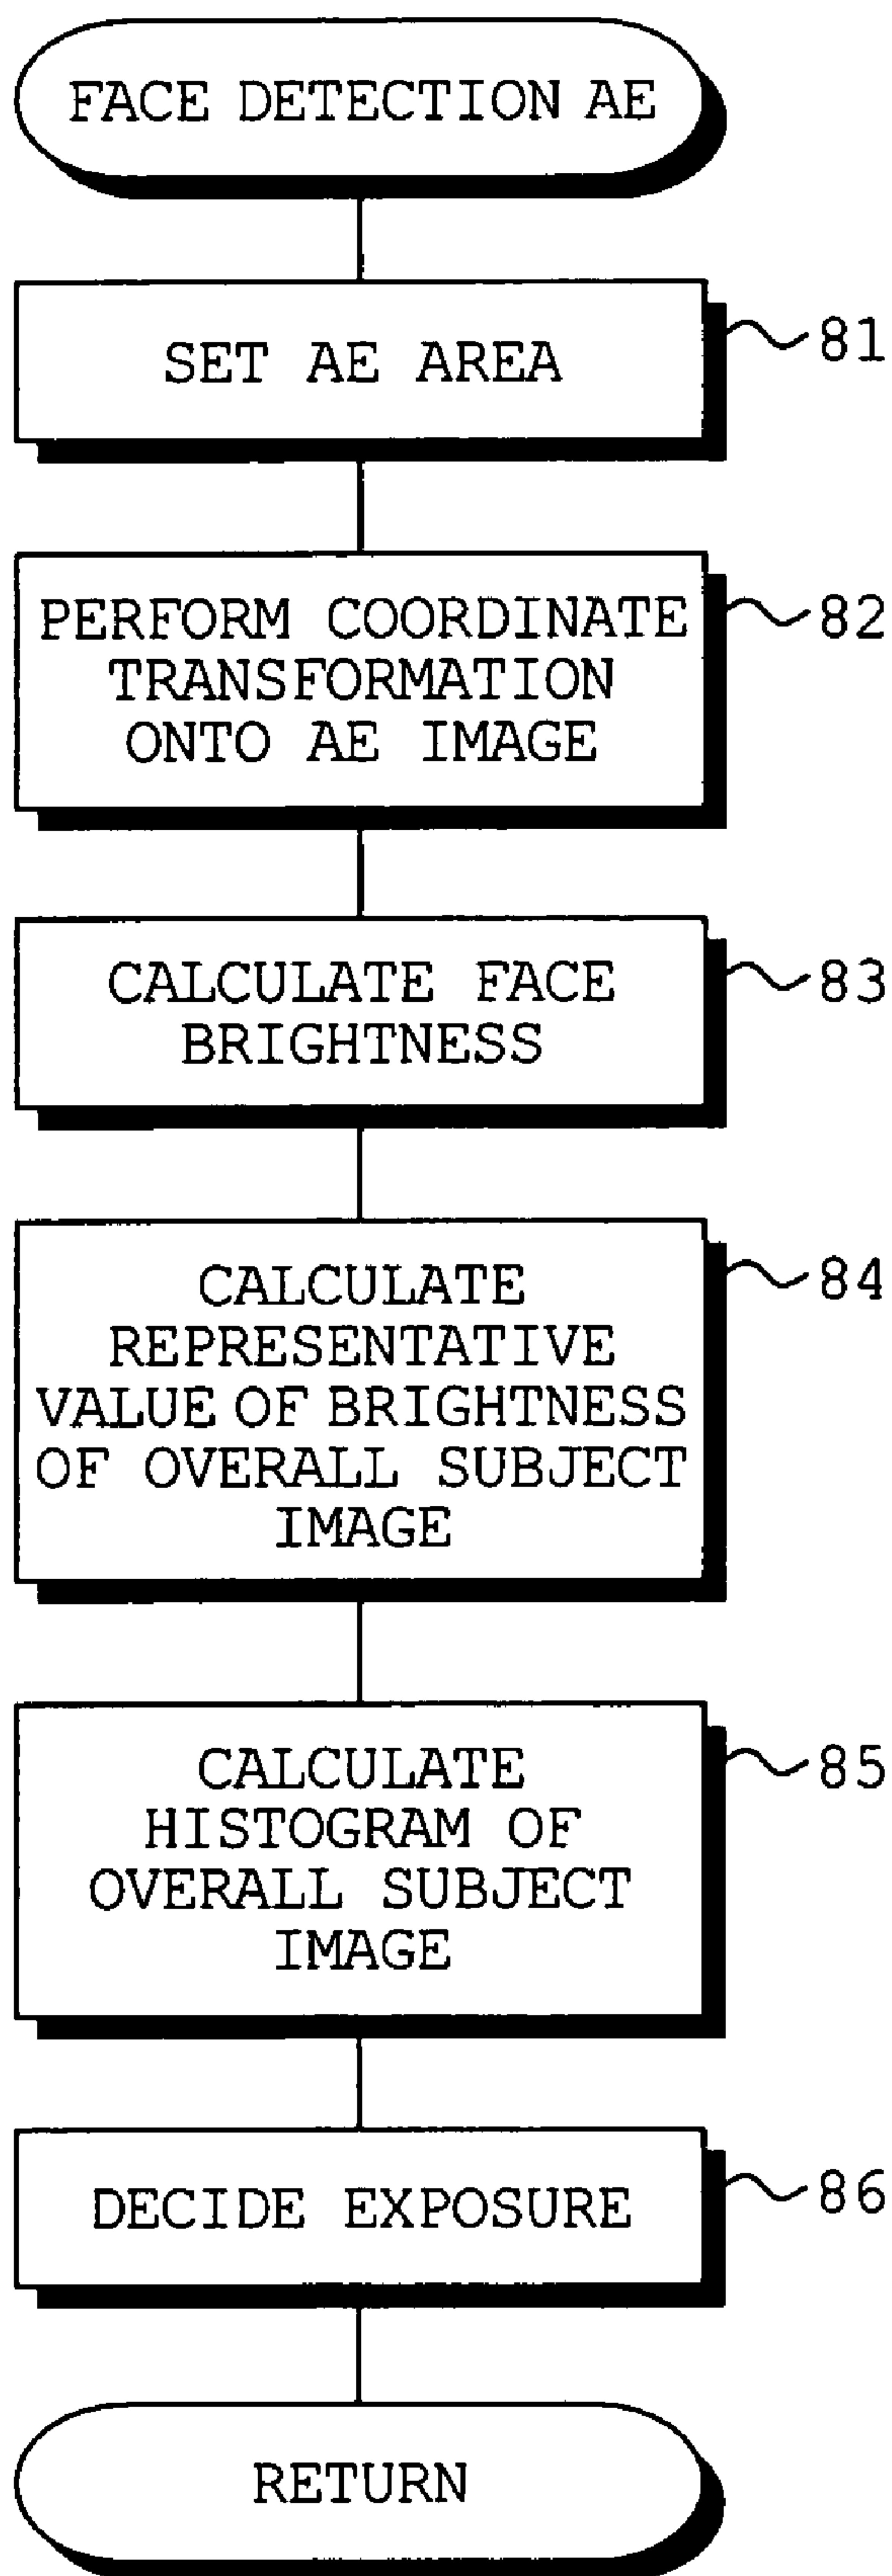 FACE DETECTION AE
SET AE AREA
81
PERFORM COORDINATE
TRANSFORMATION
ONTO AE IMAGE
82
CALCULATE FACE
BRIGHTNESS
83
CALCULATE
REPRESENTATIVE
VALUE OF BRIGHTNESS
OF OVERALL SUBJECT
IMAGE
84
CALCULATE
HISTOGRAM OF
OVERALL SUBJECT
IMAGE
85
DECIDE EXPOSURE
86
RETURN